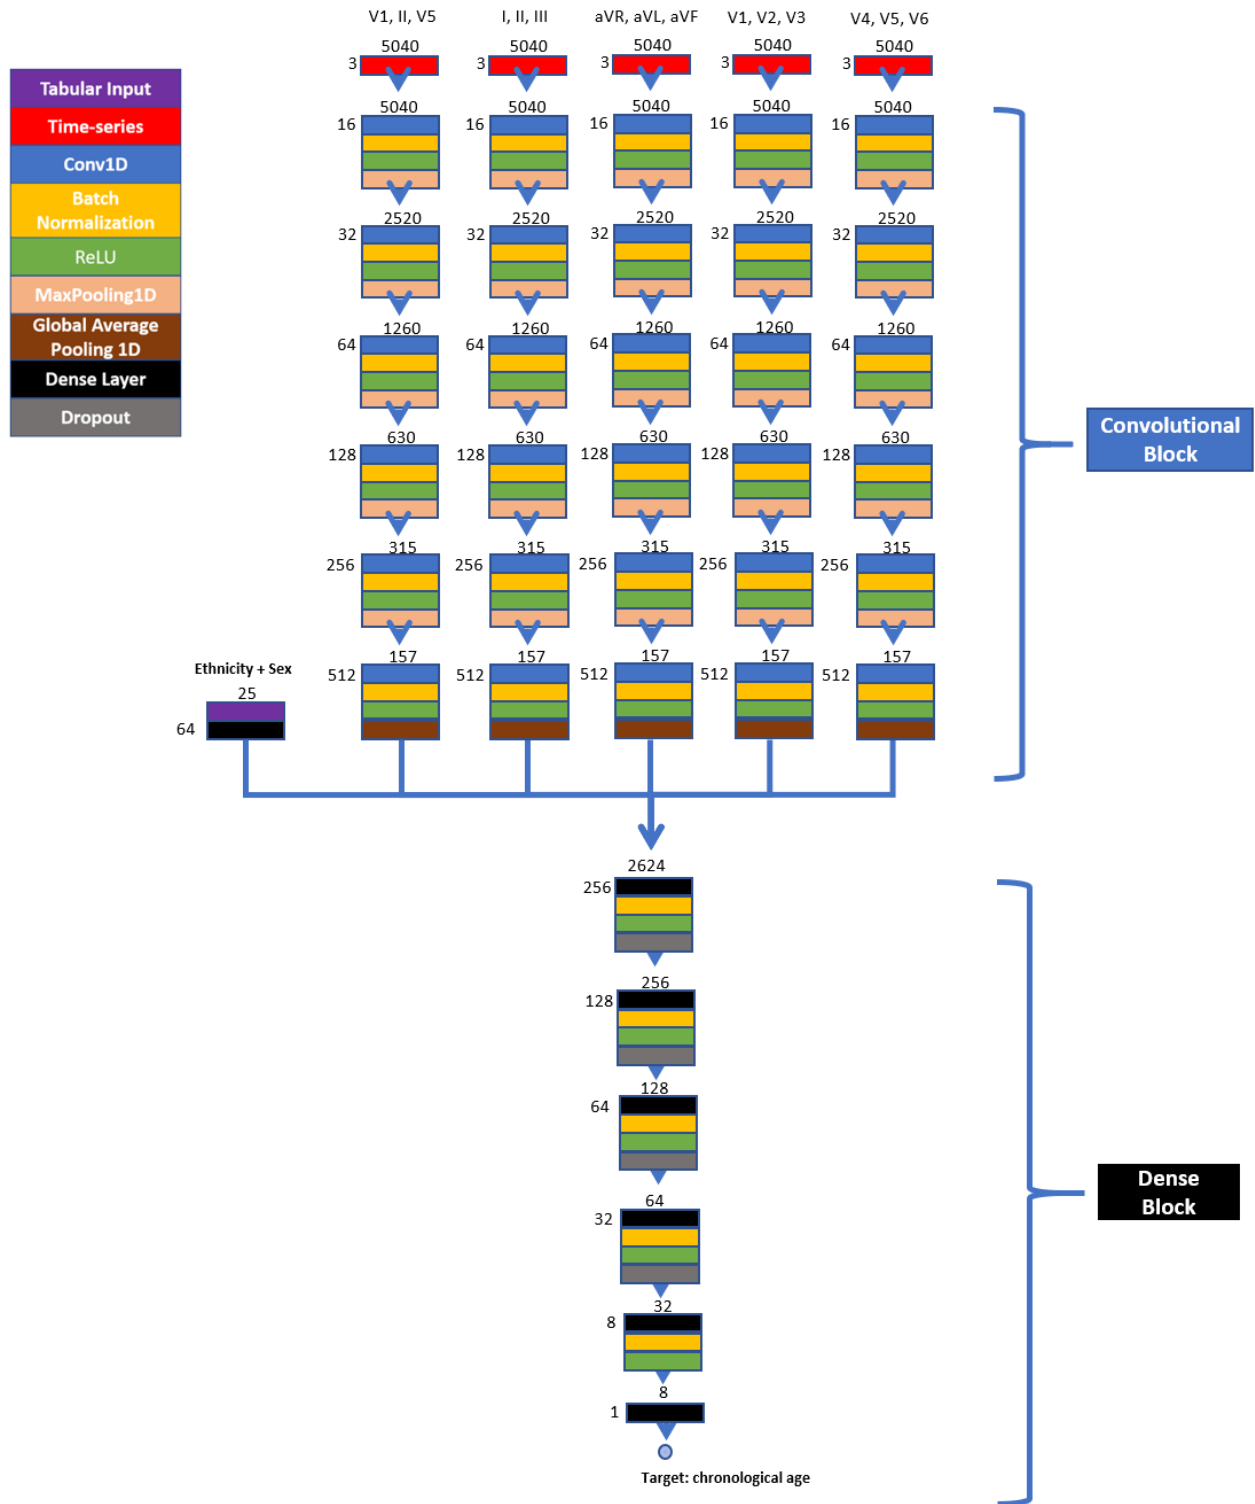 V1, II, V5 I, II, III aVR, aVL, aVF V1, V2, V3 V4, V5, V6
5040 5040 5040 5040 5040
3 3 3 3 3
Tabular Input
Time-series
Conv1D
Batch
Normalization
ReLU
MaxPooling1D
Global Average
Pooling 1D
Dense Layer
Dropout
5040 5040 5040 5040 5040
16 16 16 16 16
2520 2520 2520 2520 2520
32 32 32 32 32
1260 1260 1260 1260 1260
64 64 64 64 64
630 630 630 630 630
128 128 128 128 128
315 315 315 315 315
256 256 256 256 256
157 157 157 157 157
512 512 512 512 512
Ethnicity + Sex
25
64
Convolutional
Block
2624
256
256
128
128
64
64
32
32
8
8
1
Target: chronological age
Dense
Block